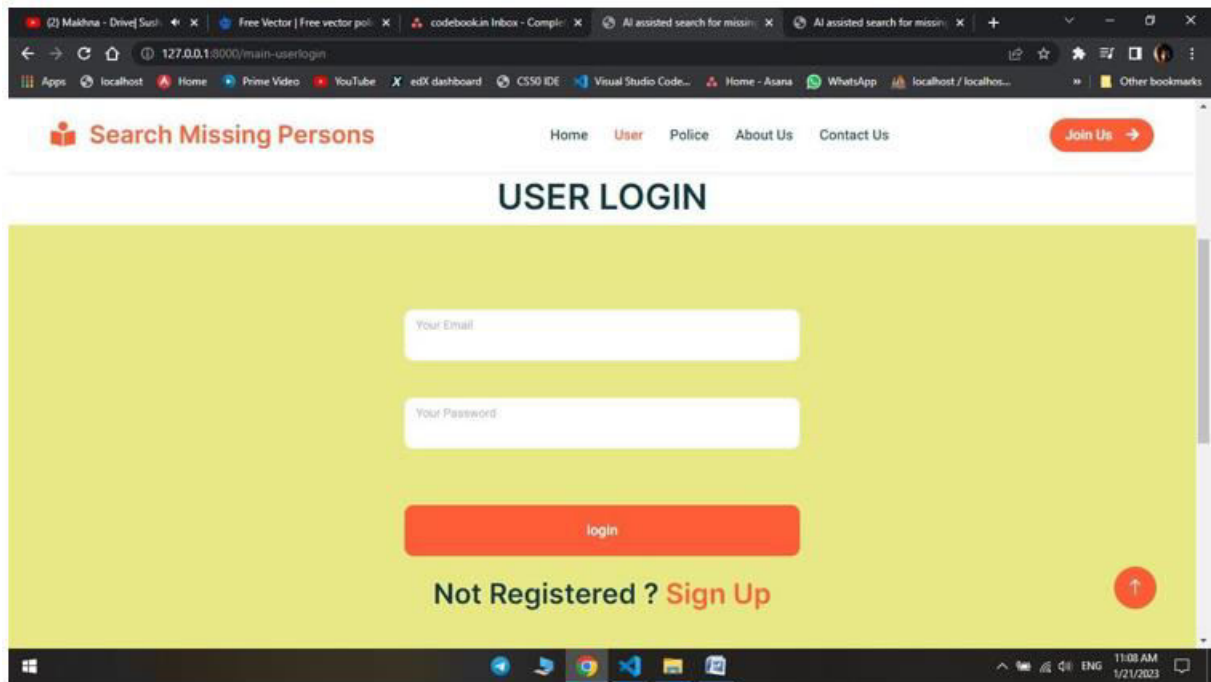 (2) Makhna - Drive| Sush
Free Vector | Free vector poli
codebook.in Inbox - Comple
AI assisted search for missin
AI assisted search for missin
127.0.0.1:8000/main-userlogin
Apps localhost Home Prime Video YouTube edX dashboard CS50 IDE Visual Studio Code... Home - Asana WhatsApp localhost / localhos... » Other bookmarks
Search Missing Persons Home User Police About Us Contact Us Join Us →
USER LOGIN
Your Email
Your Password
login
Not Registered ? Sign Up
ENG 11:08 AM
1/21/2023